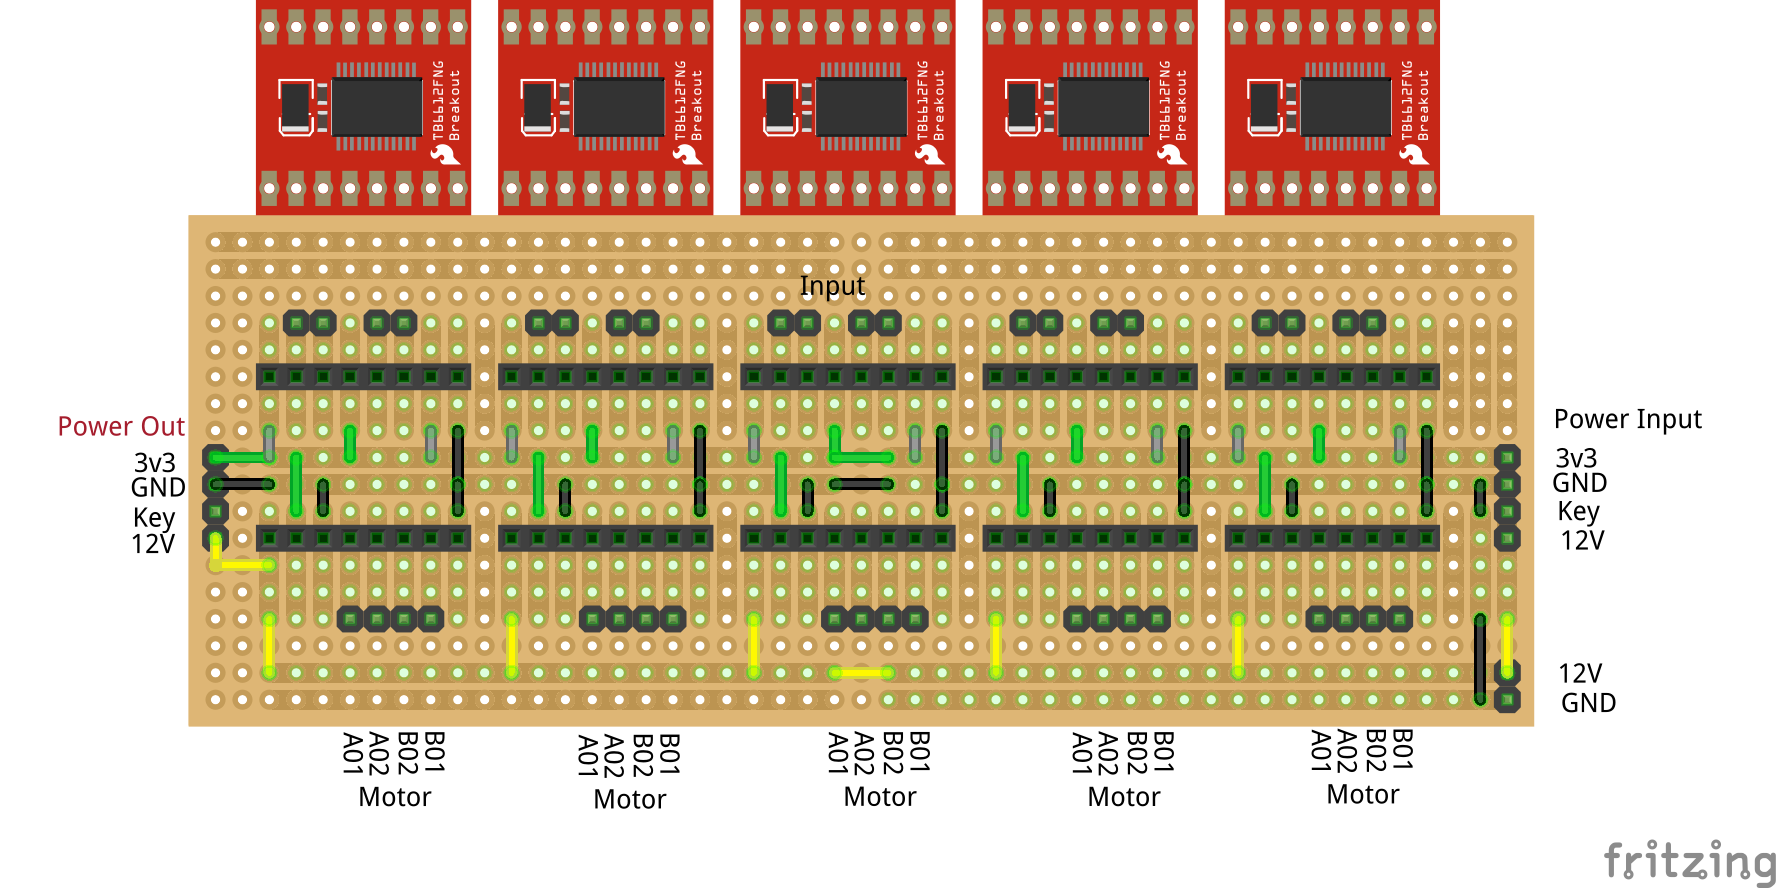 TB6612FNG
Breakout
TB6612FNG
Breakout
TB6612FNG
Breakout
TB6612FNG
Breakout
TB6612FNG
Breakout
Input
Power Out
3v3
GND
Key
12V
Power Input
3v3
GND
Key
12V
12V
GND
A01
A02
B02
B01
Motor
A01
A02
B02
B01
Motor
A01
A02
B02
B01
Motor
A01
A02
B02
B01
Motor
A01
A02
B02
B01
Motor
fritzing